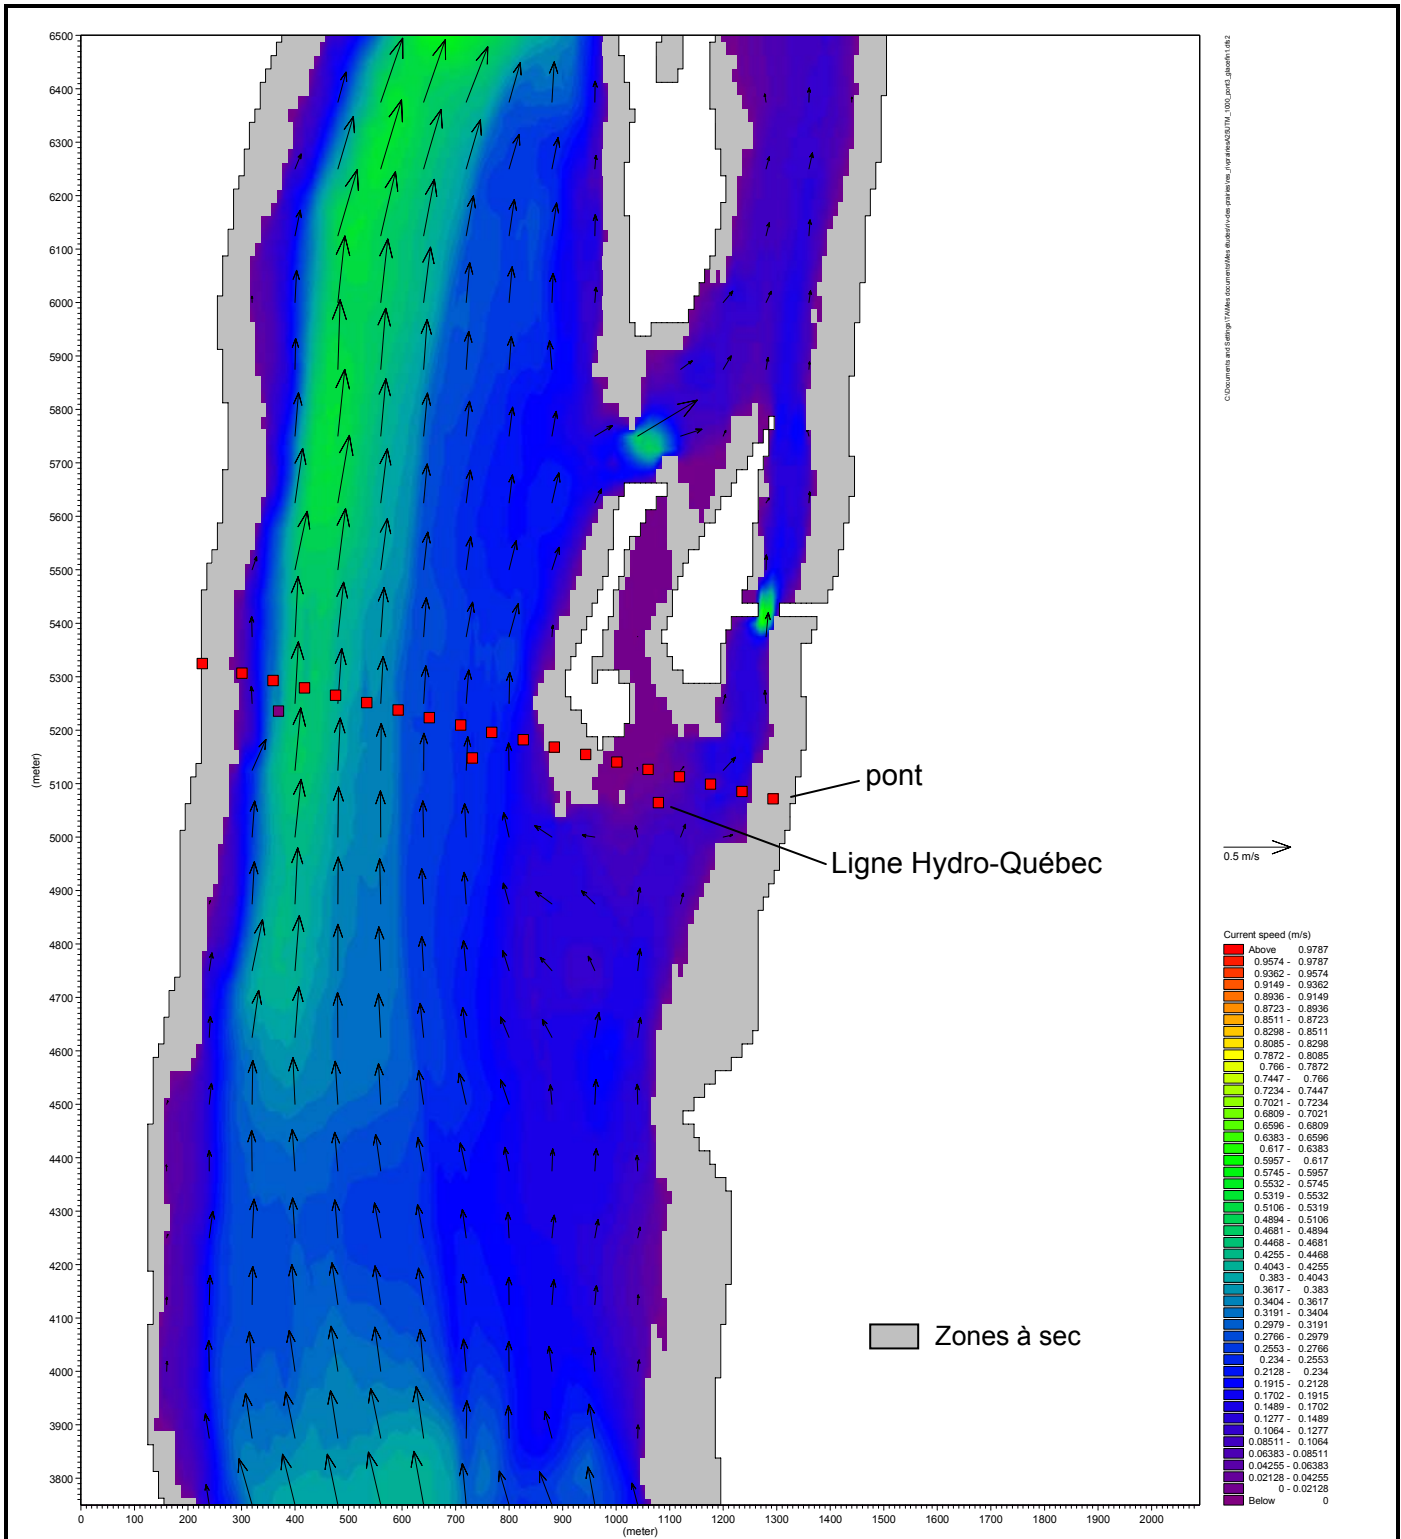 6500
6400
6300
6200
6100
6000
5900
5800
5700
5600
5500
5400
5300
5200
5100
5000
4900
4800
4700
4600
4500
4400
4300
4200
4100
4000
3900
3800
(meter)
0 100 200 300 400 500 600 700 800 900 1000 1100 1200 1300 1400 1500 1600 1700 1800 1900 2000
(meter)
pont
Ligne Hydro-Québec
Zones à sec
0.5 m/s
Current speed (m/s)
Above 0.9787
0.9574 - 0.9787
0.9362 - 0.9574
0.9149 - 0.9362
0.8936 - 0.9149
0.8723 - 0.8936
0.8511 - 0.8723
0.8298 - 0.8511
0.8085 - 0.8298
0.7872 - 0.8085
0.766 - 0.7872
0.7447 - 0.766
0.7234 - 0.7447
0.7021 - 0.7234
0.6809 - 0.7021
0.6596 - 0.6809
0.6383 - 0.6596
0.617 - 0.6383
0.5957 - 0.617
0.5745 - 0.5957
0.5532 - 0.5745
0.5319 - 0.5532
0.5106 - 0.5319
0.4894 - 0.5106
0.4681 - 0.4894
0.4468 - 0.4681
0.4255 - 0.4468
0.4043 - 0.4255
0.383 - 0.4043
0.3617 - 0.383
0.3404 - 0.3617
0.3191 - 0.3404
0.2979 - 0.3191
0.2766 - 0.2979
0.2553 - 0.2766
0.234 - 0.2553
0.2128 - 0.234
0.1915 - 0.2128
0.1702 - 0.1915
0.1489 - 0.1702
0.1277 - 0.1489
0.1064 - 0.1277
0.08511 - 0.1064
0.06383 - 0.08511
0.04255 - 0.06383
0.02128 - 0.04255
0 - 0.02128
Below 0